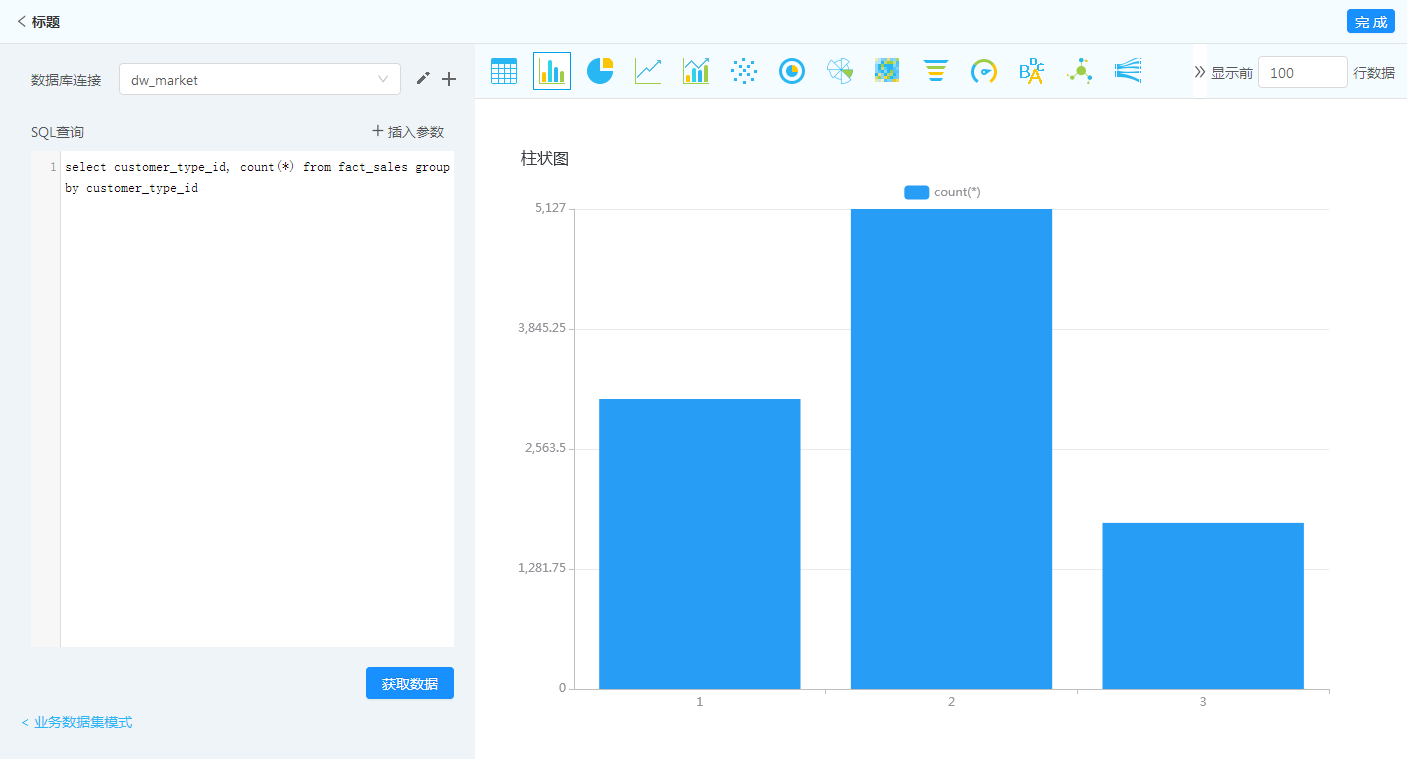 标题
完 成
数据库连接
dw_market
显示前
100
行数据
SQL查询
插入参数
1
select customer_type_id, count(*) from fact_sales group
by customer_type_id
获取数据
< 业务数据集模式
柱状图
count(*)
5,127
3,845.25
2,563.5
1,281.75
0
1
2
3